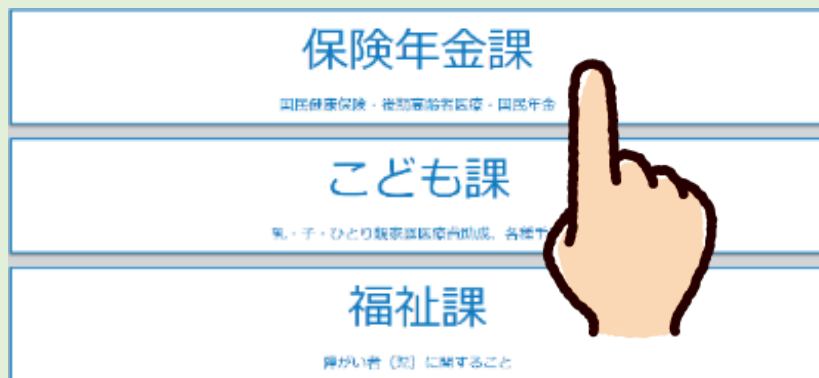 保険年金課
国民健康保険・後期高齢者医療・国民年金
こども課
乳・子・ひとり親家庭医療費助成、各種手
福祉課
障がい者（児）に関すること